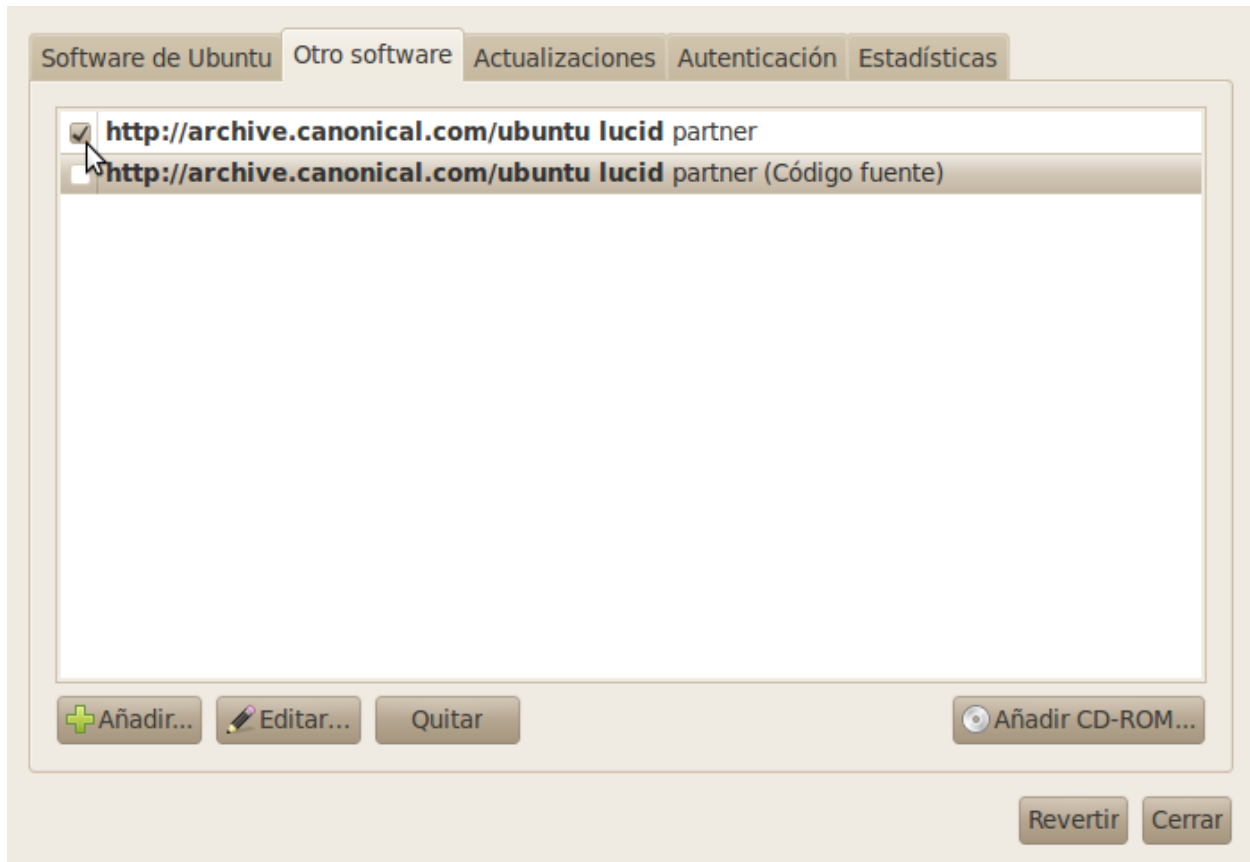 Software de Ubuntu Otro software Actualizaciones Autenticación Estadísticas
http://archive.canonical.com/ubuntu lucid partner
http://archive.canonical.com/ubuntu lucid partner (Código fuente)
Añadir... Editar... Quitar Añadir CD-ROM...
Revertir Cerrar